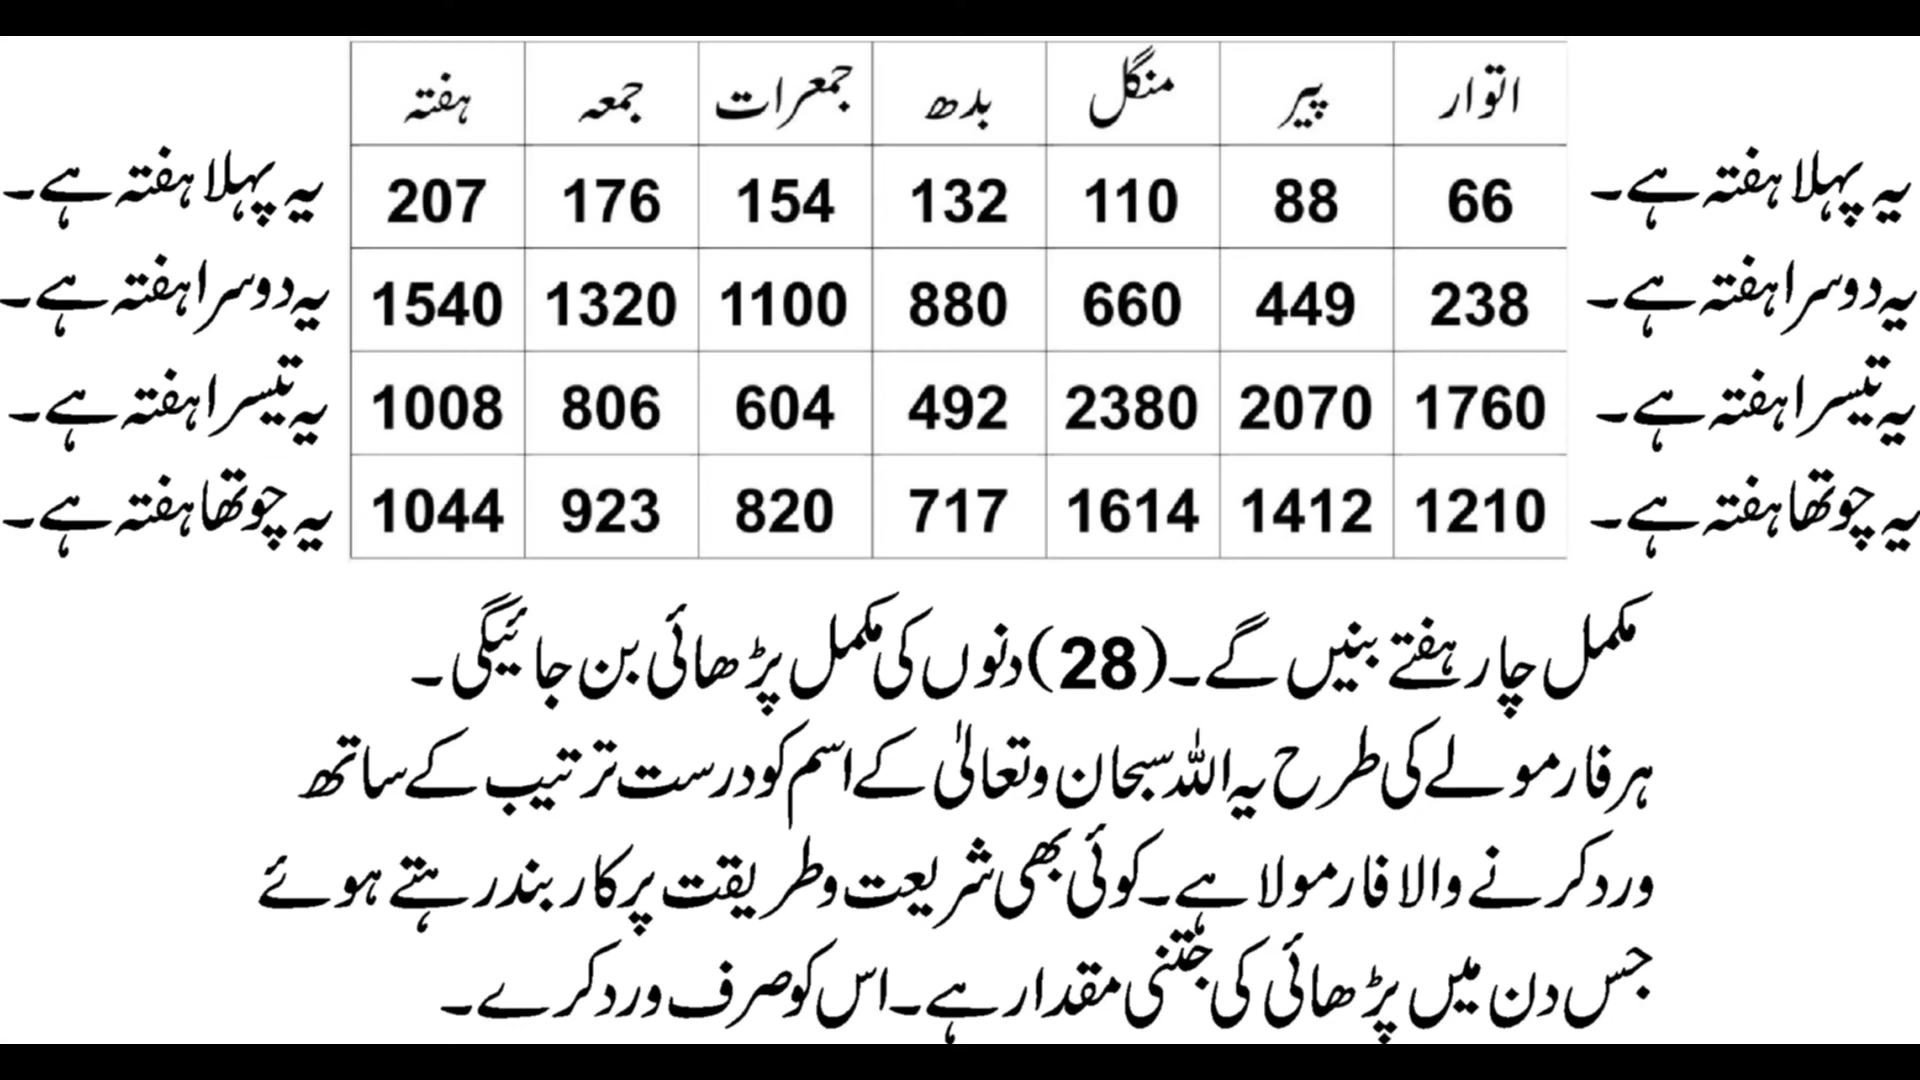 اتوار پیر منگل بدھ جمعرات جمعہ ہفتہ
یہ پہلا ہفتہ ہے۔ 66 88 110 132 154 176 207 یہ پہلا ہفتہ ہے۔
یہ دوسرا ہفتہ ہے۔ 238 449 660 880 1100 1320 1540 یہ دوسرا ہفتہ ہے۔
یہ تیسرا ہفتہ ہے۔ 1760 2070 2380 492 604 806 1008 یہ تیسرا ہفتہ ہے۔
یہ چوتھا ہفتہ ہے۔ 1210 1412 1614 717 820 923 1044 یہ چوتھا ہفتہ ہے۔
مکمل چار ہفتے بنیں گے۔ (28) دنوں کی مکمل پڑھائی بن جائیگی۔
ہر فارمولے کی طرح یہ اللہ سبحان وتعالیٰ کے اسم کو درست ترتیب کے ساتھ
ورد کرنے والا فارمولا ہے۔ کوئی بھی شریعت و طریقت پر کاربند رہتے ہوئے
جس دن میں پڑھائی کی جتنی مقدار ہے۔ اس کو صرف ورد کرے۔